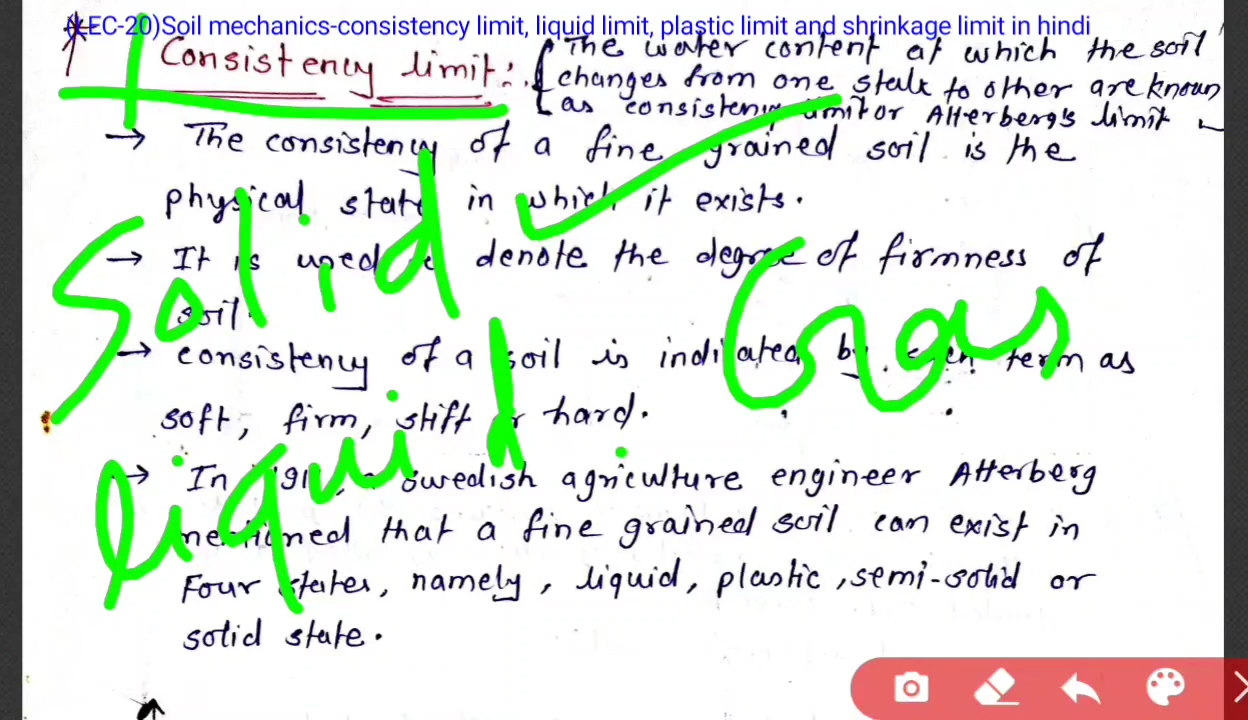 (LEC-20)Soil mechanics-consistency limit, liquid limit, plastic limit and shrinkage limit in hindi
Consistency limit:-
The water content at which the soil
changes from one state to other are known
as consistency limit or Atterberg's limit
→ The consistency of a fine grained soil is the
physical state in which it exists.
→ It is used to denote the degree of firmness of
soil.
→ consistency of a soil is indicated by such term as
soft, firm, stiff or hard.
→ In 1911, a Swedish agriculture engineer Atterberg
mentioned that a fine grained soil can exist in
Four states, namely, liquid, plastic, semi-solid or
solid state.
Solid
liquid
Gas